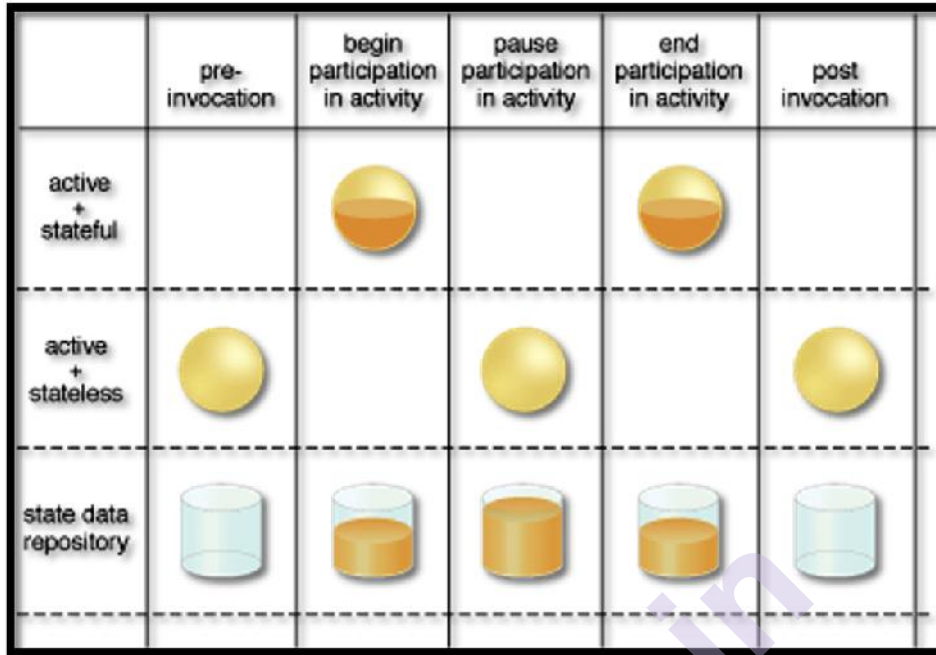 pre-
invocation
begin
participation
in activity
pause
participation
in activity
end
participation
in activity
post
invocation
active
+
stateful
active
+
stateless
state data
repository
in